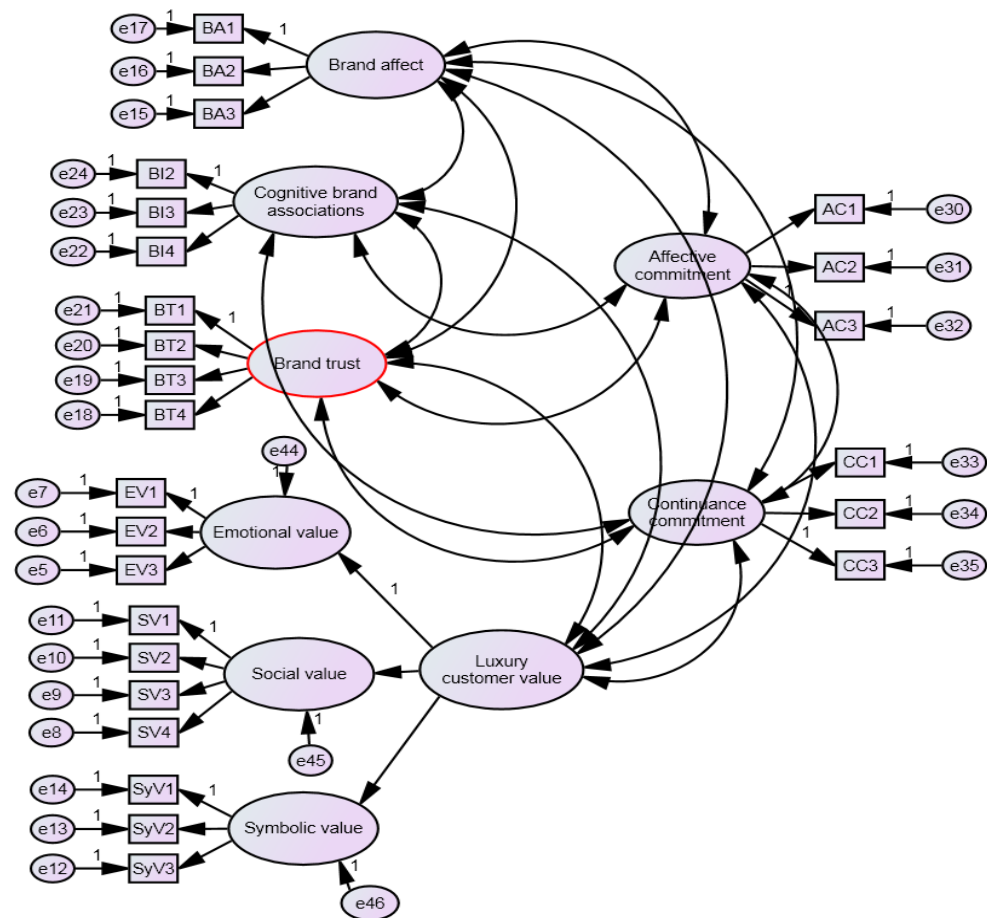 e17 1 BA1 1
e16 1 BA2
e15 1 BA3
Brand affect
e24 1 BI2 1
e23 1 BI3
e22 1 BI4
Cognitive brand
associations
e21 1 BT1 1
e20 1 BT2
e19 1 BT3
e18 1 BT4
Brand trust
AC1 1 e30
AC2 1 e31
1 AC3 1 e32
Affective
commitment
CC1 1 e33
CC2 1 e34
1 CC3 1 e35
Continuance
commitment
e44
1
e7 1 EV1 1
e6 1 EV2
e5 1 EV3
Emotional value
1
e11 1 SV1 1
e10 1 SV2
e9 1 SV3
e8 1 SV4
Social value
1
e45
Luxury
customer value
e14 1 SyV1 1
e13 1 SyV2
e12 1 SyV3
Symbolic value
1
e46